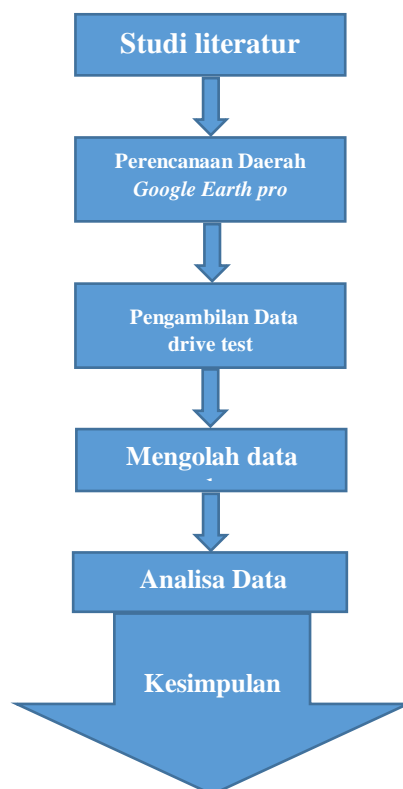 Studi literatur
Perencanaan Daerah
Google Earth pro
Pengambilan Data
drive test
Mengolah data
Analisa Data
Kesimpulan